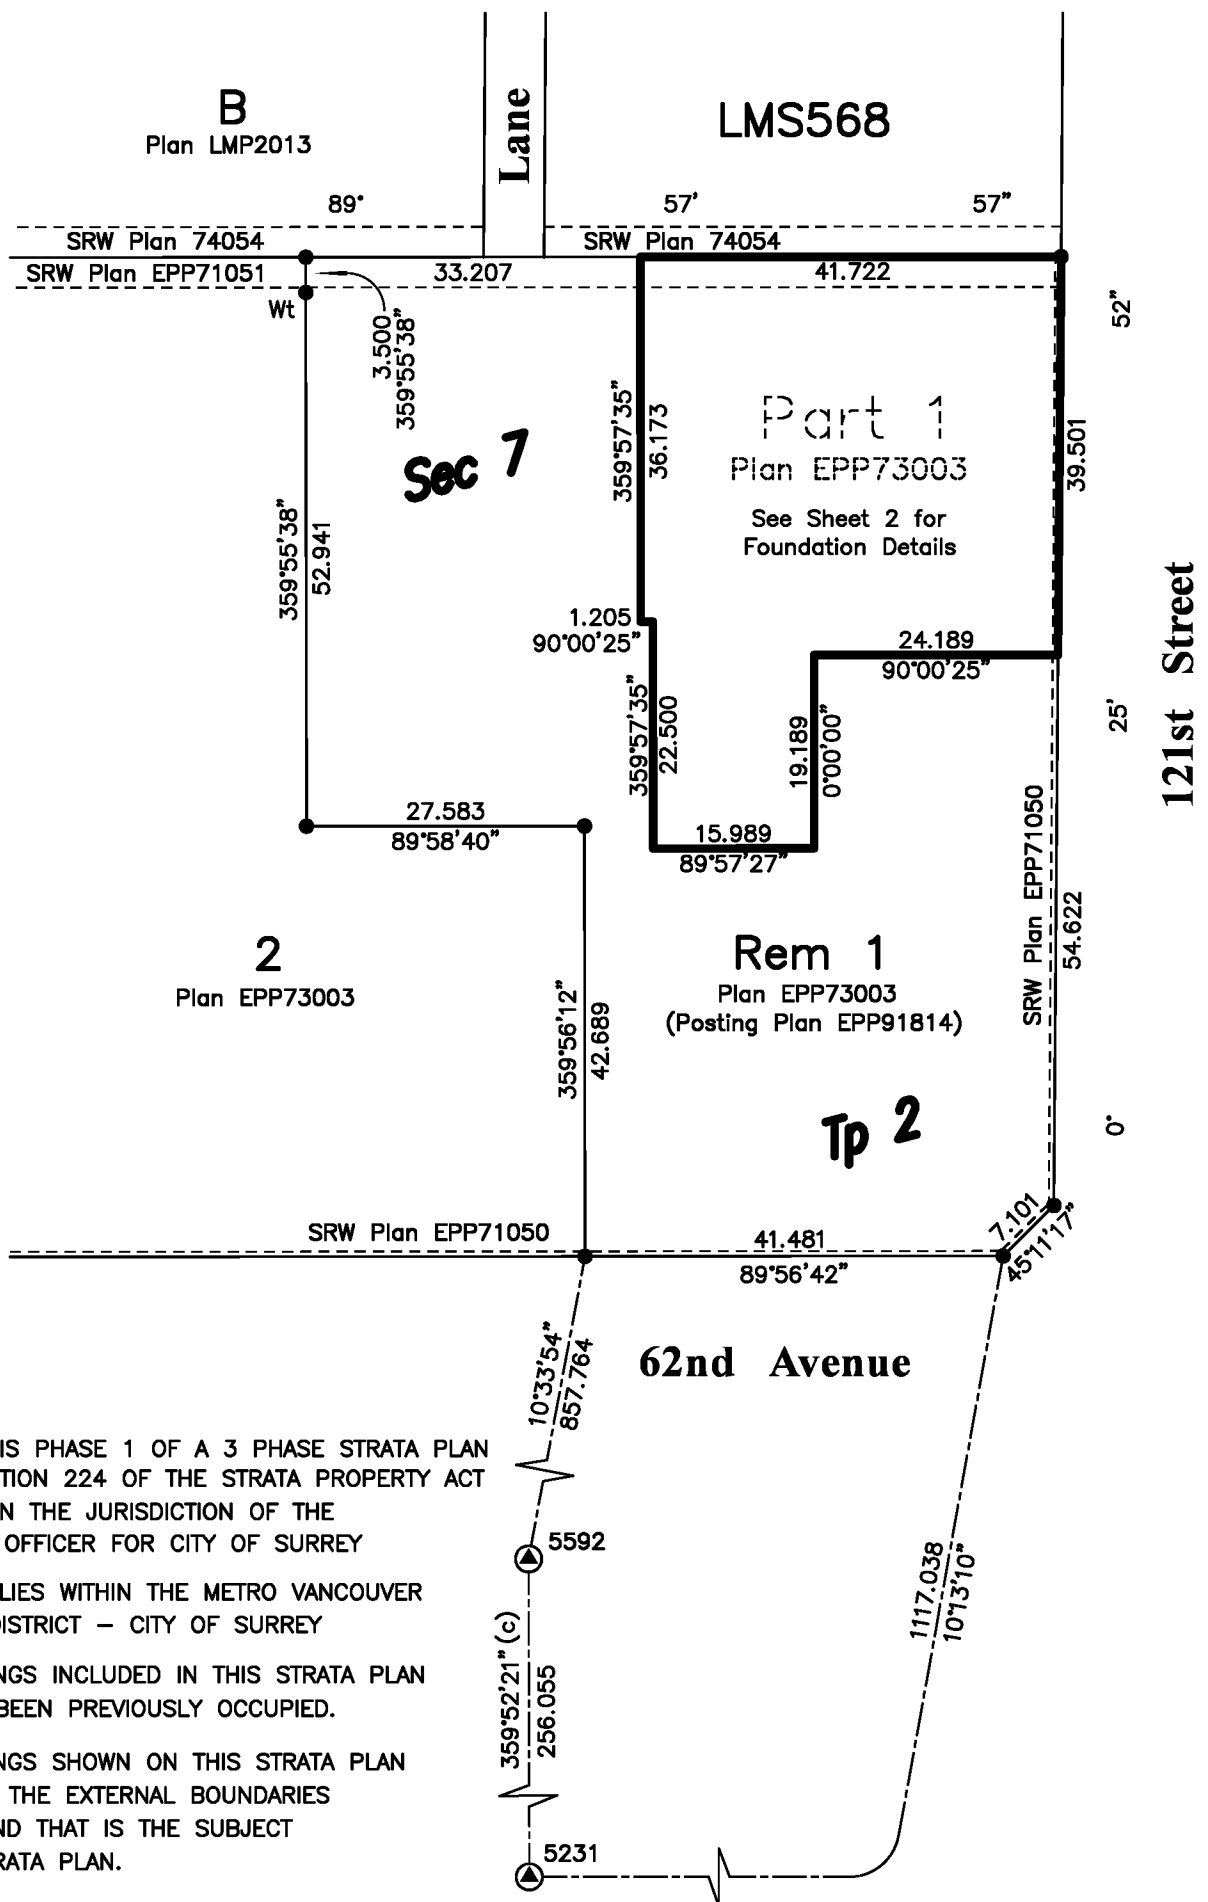 B
Plan LMP2013
Lane
LMS568
89°
57'
57"
SRW Plan 74054
SRW Plan 74054
SRW Plan EPP71051
33.207
41.722
Wt
3.500
359°55'38"
52"
Sec 7
359°57'35"
36.173
Part 1
Plan EPP73003
See Sheet 2 for
Foundation Details
39.501
359°55'38"
52.941
1.205
90°00'25"
24.189
90°00'25"
121st Street
359°57'35"
22.500
19.189
0°00'00"
25'
27.583
89°58'40"
15.989
89°57'27"
SRW Plan EPP71050
54.622
2
Plan EPP73003
Rem 1
Plan EPP73003
(Posting Plan EPP91814)
359°56'12"
42.689
Tp 2
0°
SRW Plan EPP71050
41.481
89°56'42"
7.101
45°11'17"
10°33'54"
857.764
62nd Avenue
IS PHASE 1 OF A 3 PHASE STRATA PLAN
TION 224 OF THE STRATA PROPERTY ACT
N THE JURISDICTION OF THE
OFFICER FOR CITY OF SURREY
5592
LIES WITHIN THE METRO VANCOUVER
DISTRICT – CITY OF SURREY
1117.038
10°13'10"
359°52'21" (c)
256.055
NGS INCLUDED IN THIS STRATA PLAN
BEEN PREVIOUSLY OCCUPIED.
NGS SHOWN ON THIS STRATA PLAN
THE EXTERNAL BOUNDARIES
ND THAT IS THE SUBJECT
RATA PLAN.
5231